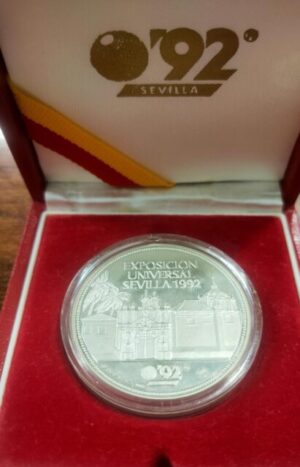 '92°
SEVILLA
EXPOSICION
UNIVERSAL
SEVILLA 1992
'92°